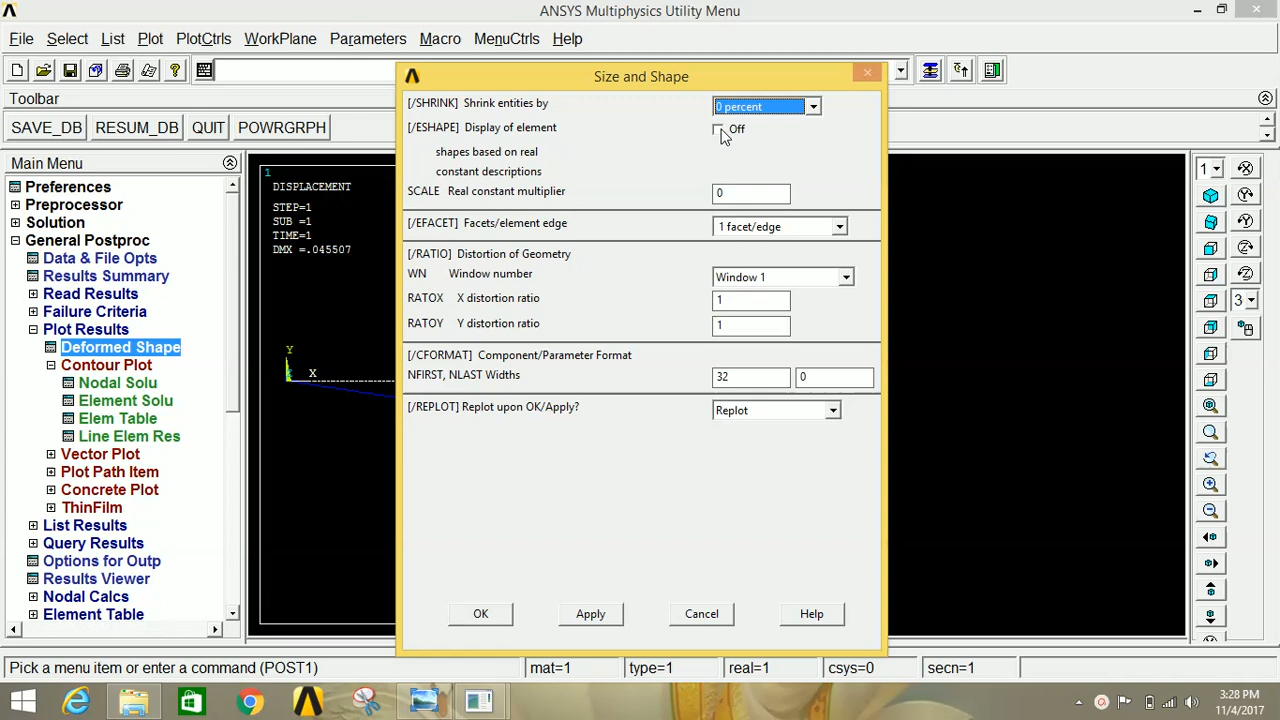 ANSYS Multiphysics Utility Menu
File Select List Plot PlotCtrls WorkPlane Parameters Macro MenuCtrls Help
Toolbar
SAVE_DB RESUM_DB QUIT POWRGRPH
Main Menu
Preferences
Preprocessor
Solution
General Postproc
Data & File Opts
Results Summary
Read Results
Failure Criteria
Plot Results
Deformed Shape
Contour Plot
Nodal Solu
Element Solu
Elem Table
Line Elem Res
Vector Plot
Plot Path Item
Concrete Plot
ThinFilm
List Results
Query Results
Options for Outp
Results Viewer
Nodal Calcs
Element Table
1
DISPLACEMENT
STEP=1
SUB =1
TIME=1
DMX =.045507
Y
X
Size and Shape
[/SHRINK] Shrink entities by 0 percent
[/ESHAPE] Display of element Off
shapes based on real
constant descriptions
SCALE Real constant multiplier 0
[/EFACET] Facets/element edge 1 facet/edge
[/RATIO] Distortion of Geometry
WN Window number Window 1
RATOX X distortion ratio 1
RATOY Y distortion ratio 1
[/CFORMAT] Component/Parameter Format
NFIRST, NLAST Widths 32 0
[/REPLOT] Replot upon OK/Apply? Replot
OK Apply Cancel Help
1
3
Pick a menu item or enter a command (POST1) mat=1 type=1 real=1 csys=0 secn=1
3:28 PM
11/4/2017